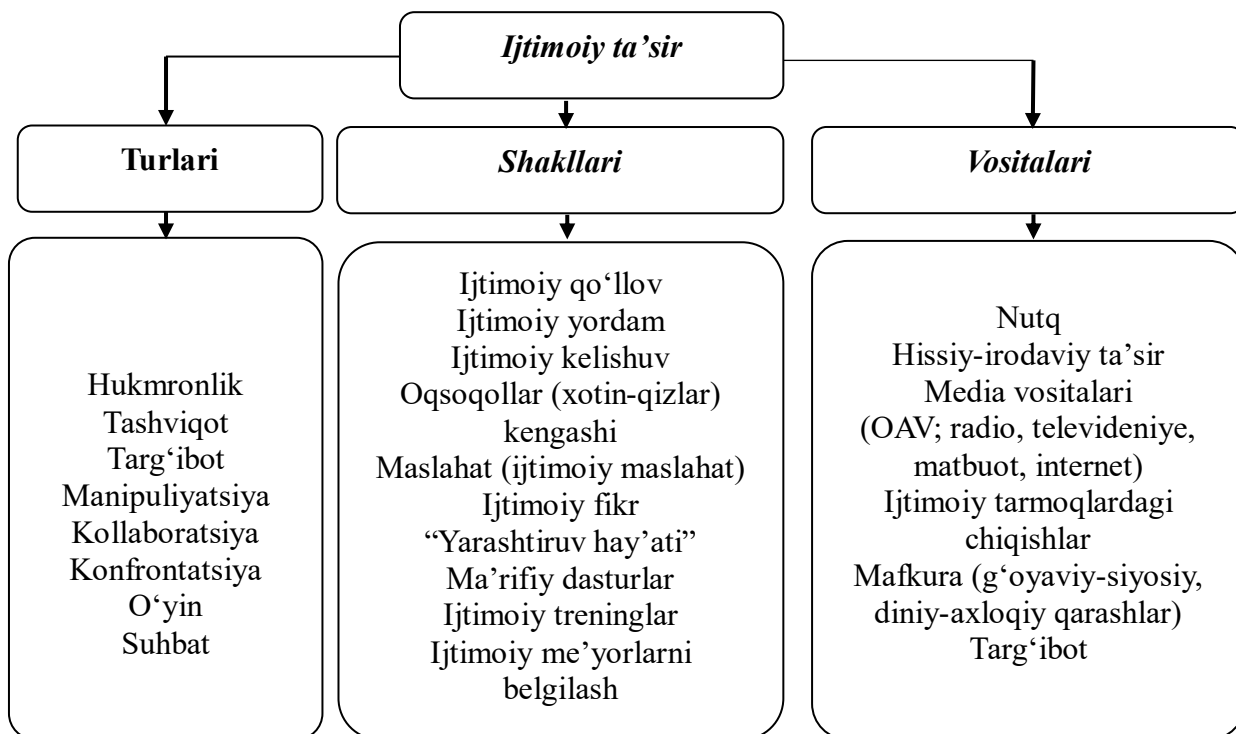 Ijtimoiy ta’sir
Turlari
Shakllari
Vositalari
Hukmronlik
Tashviqot
Targ‘ibot
Manipuliyatsiya
Kollaboratsiya
Konfrontatsiya
O‘yin
Suhbat
Ijtimoiy qo‘llov
Ijtimoiy yordam
Ijtimoiy kelishuv
Oqsoqollar (xotin-qizlar)
kengashi
Maslahat (ijtimoiy maslahat)
Ijtimoiy fikr
“Yarashtiruv hay’ati”
Ma’rifiy dasturlar
Ijtimoiy treninglar
Ijtimoiy me’yorlarni
belgilash
Nutq
Hissiy-irodaviy ta’sir
Media vositalari
(OAV; radio, televideniye,
matbuot, internet)
Ijtimoiy tarmoqlardagi
chiqishlar
Mafkura (g‘oyaviy-siyosiy,
diniy-axloqiy qarashlar)
Targ‘ibot